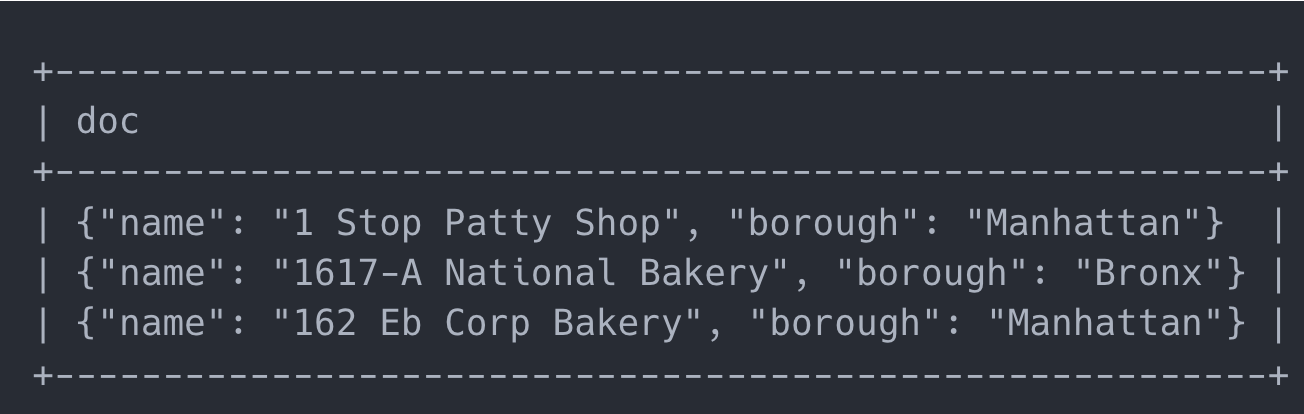 +--------------------------------------------------------+
| doc                                                    |
+--------------------------------------------------------+
| {"name": "1 Stop Patty Shop", "borough": "Manhattan"}  |
| {"name": "1617-A National Bakery", "borough": "Bronx"} |
| {"name": "162 Eb Corp Bakery", "borough": "Manhattan"} |
+--------------------------------------------------------+